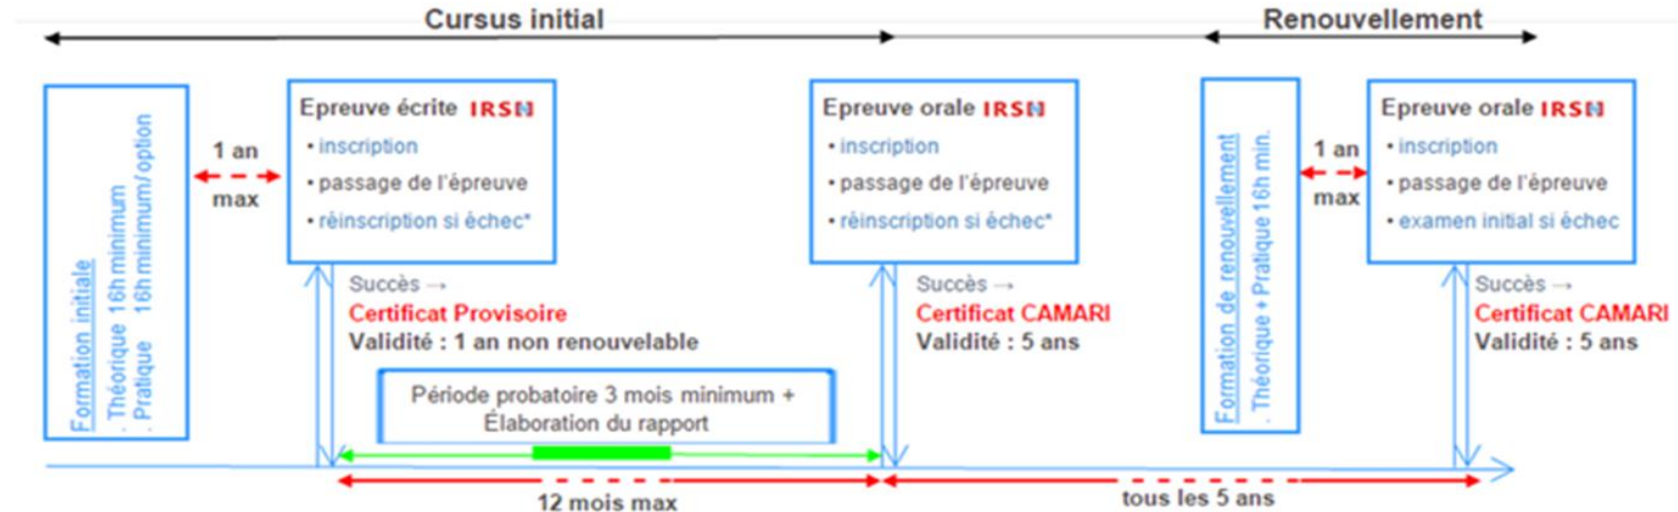 Cursus initial
Renouvellement
Formation initiale
. Théorique 16h minimum
. Pratique 16h minimum/option
1 an
max
Epreuve écrite IRSN
• inscription
• passage de l'épreuve
• réinscription si échec*
Succès →
Certificat Provisoire
Validité : 1 an non renouvelable
Période probatoire 3 mois minimum +
Élaboration du rapport
12 mois max
Epreuve orale IRSN
• inscription
• passage de l'épreuve
• réinscription si échec*
Succès →
Certificat CAMARI
Validité : 5 ans
tous les 5 ans
Formation de renouvellement
. Théorique + Pratique 16h min.
1 an
max
Epreuve orale IRSN
• inscription
• passage de l'épreuve
• examen initial si échec
Succès →
Certificat CAMARI
Validité : 5 ans